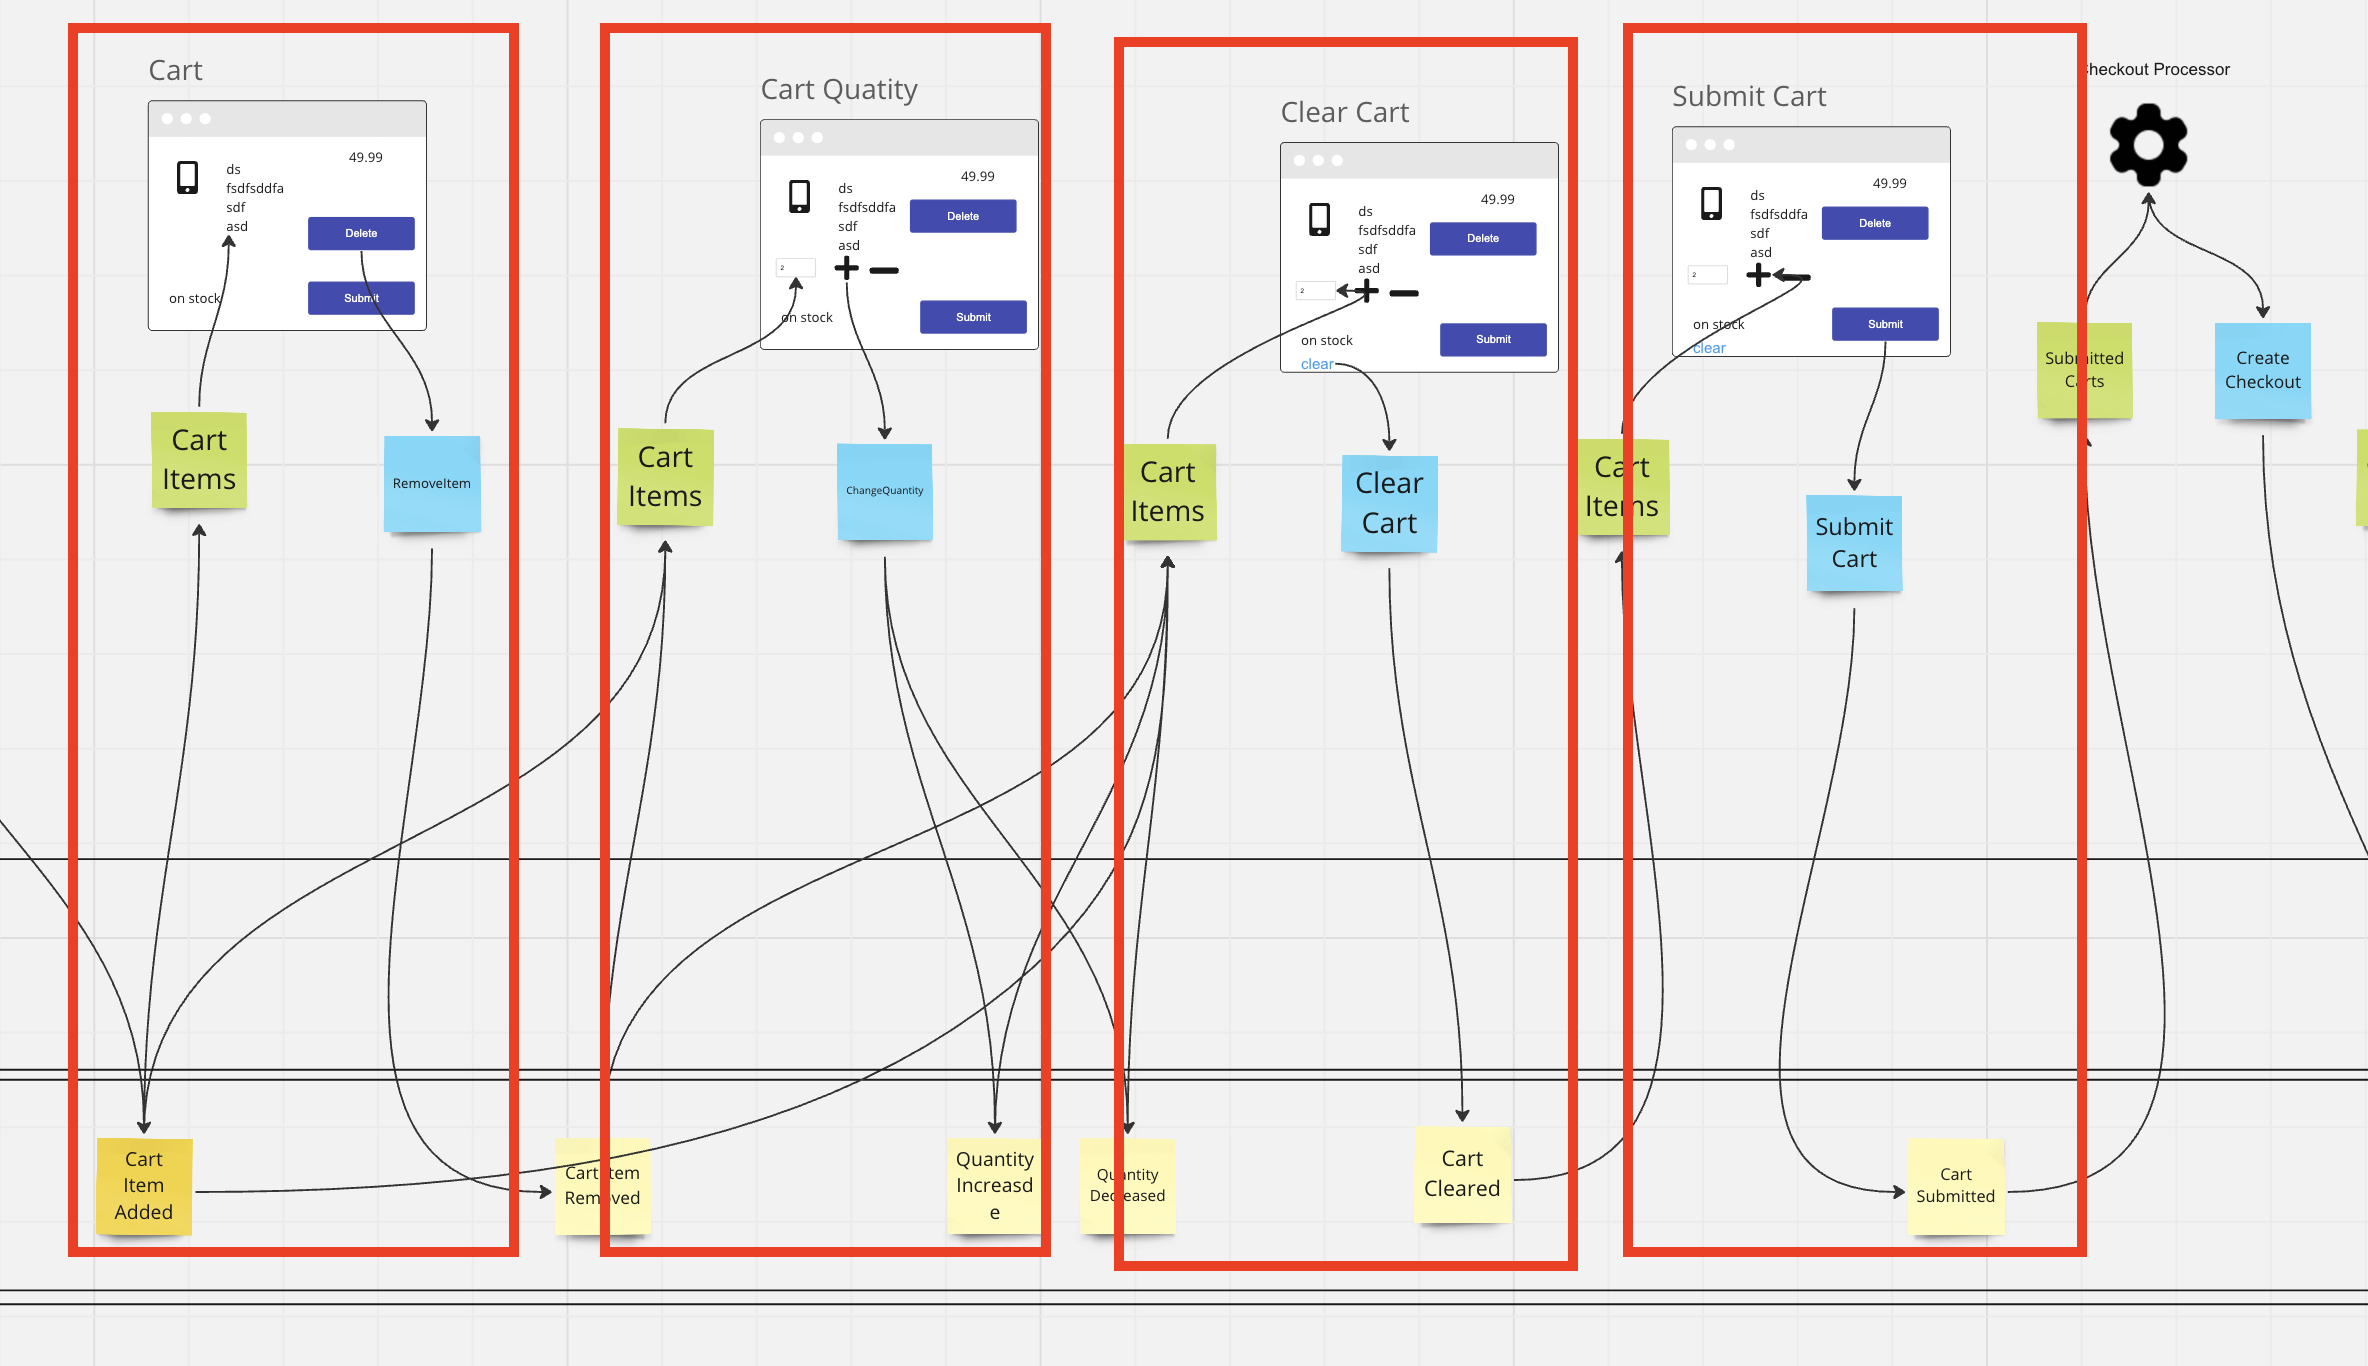 Cart
49.99
ds
fsdfsddfa
sdf
asd
Delete
on stock
Submit
Cart Quatity
49.99
ds
fsdfsddfa
sdf
asd
Delete
2
on stock
Submit
Clear Cart
49.99
ds
fsdfsddfa
sdf
asd
Delete
2
on stock
Submit
clear
Submit Cart
49.99
ds
fsdfsddfa
sdf
asd
Delete
2
on stock
Submit
clear
Checkout Processor
Cart
Items
RemoveItem
Cart
Items
ChangeQuantity
Cart
Items
Clear
Cart
Cart
Items
Submit
Cart
Submitted
Carts
Create
Checkout
Cart
Item
Added
Cart Item
Removed
Quantity
Increasd
e
Quantity
Decreased
Cart
Cleared
Cart
Submitted